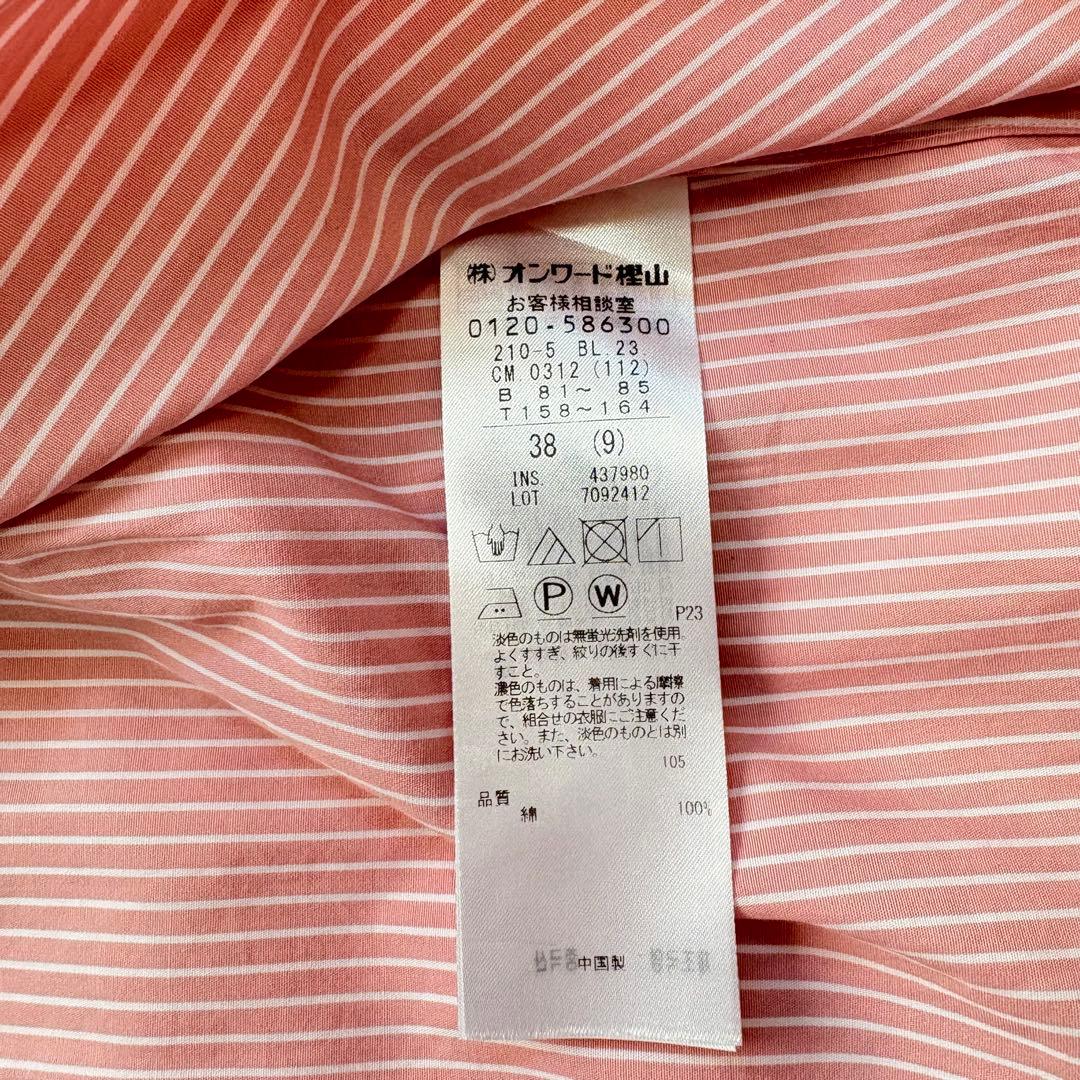 ㈱オンワード樫山
お客様相談室
0120-586300
210-5 BL.23.
CM.0312 (112)
B 81～ 85
T158～164
38 (9)
INS. 437980
LOT 7092412
P
W
P23
淡色のものは無蛍光洗剤を使用。
よくすすぎ、絞りの後すぐに干
すこと。
濃色のものは、着用による摩擦
で色落ちすることがありますの
で、組合せの衣服にご注意くだ
さい。また、淡色のものとは別
にお洗い下さい。
105
品質
綿 100%
中国製